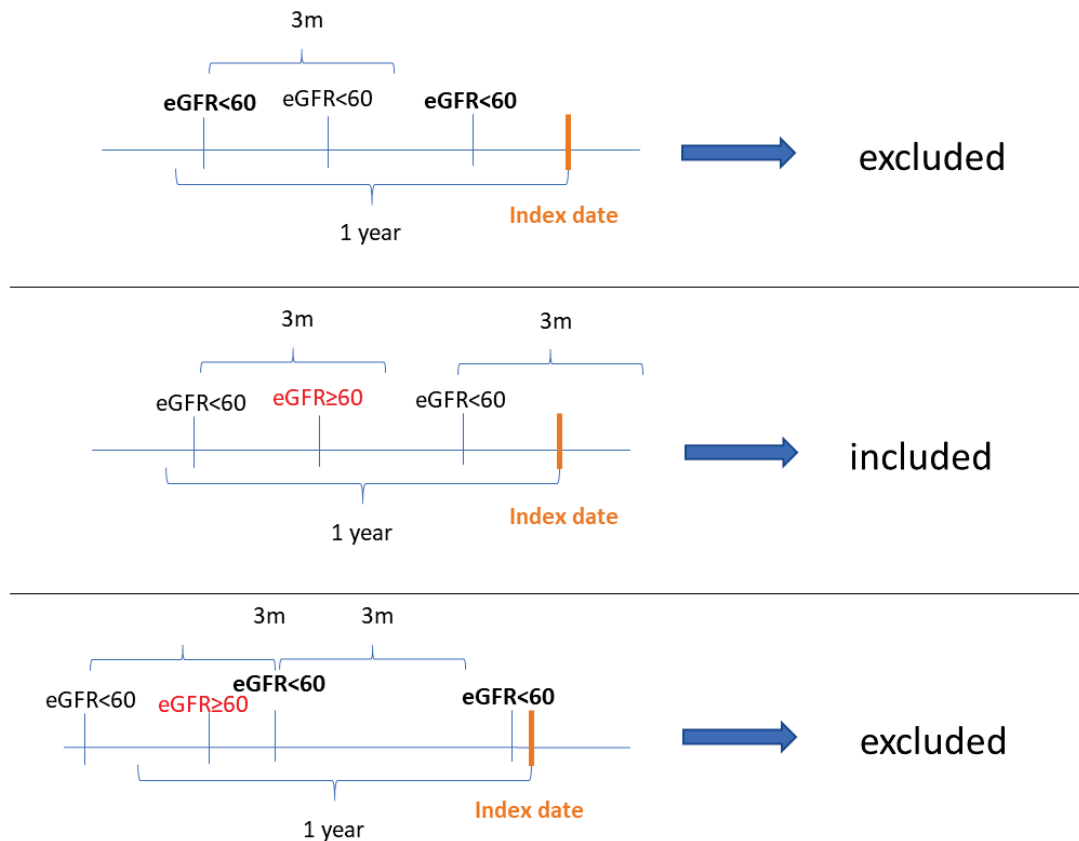 3m
eGFR<60 eGFR<60 eGFR<60
excluded
Index date
1 year
3m 3m
eGFR<60 eGFR≥60 eGFR<60
included
Index date
1 year
3m 3m
eGFR<60 eGFR≥60 eGFR<60 eGFR<60
excluded
Index date
1 year